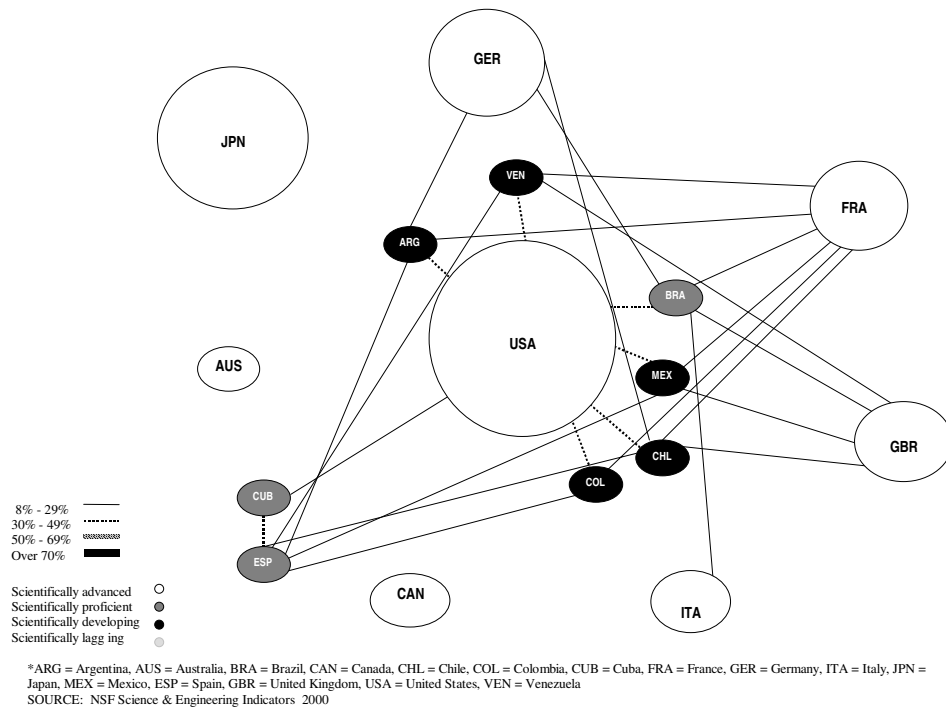 GER
JPN
VEN
FRA
ARG
BRA
USA
AUS
MEX
GBR
CHL
COL
CUB
ESP
CAN
ITA
8% - 29%
30% - 49%
50% - 69%
Over 70%
Scientifically advanced
Scientifically proficient
Scientifically developing
Scientifically lagg ing
*ARG = Argentina, AUS = Australia, BRA = Brazil, CAN = Canada, CHL = Chile, COL = Colombia, CUB = Cuba, FRA = France, GER = Germany, ITA = Italy, JPN =
Japan, MEX = Mexico, ESP = Spain, GBR = United Kingdom, USA = United States, VEN = Venezuela
SOURCE: NSF Science & Engineering Indicators 2000